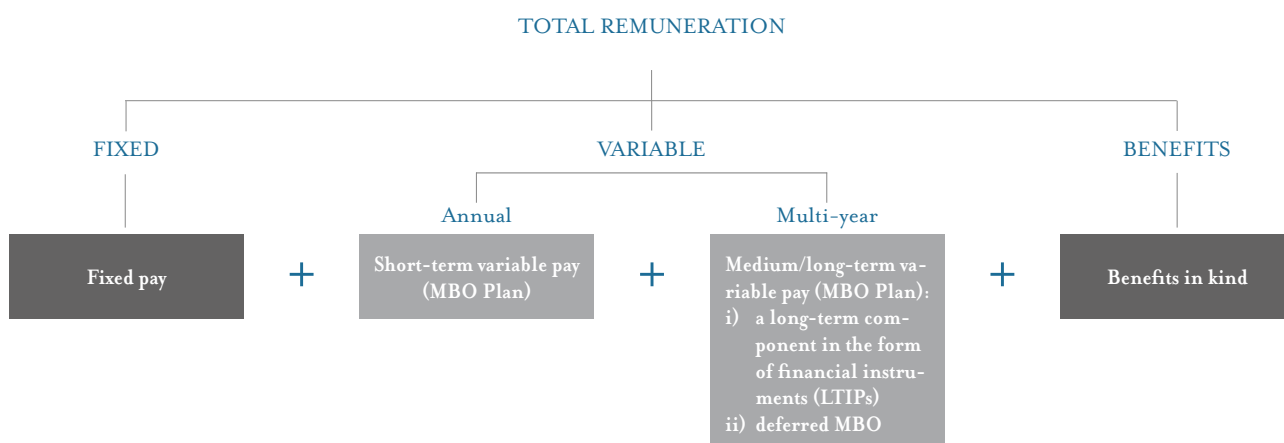 TOTAL REMUNERATION
FIXED
VARIABLE
BENEFITS
Annual
Multi-year
Fixed pay
+
Short-term variable pay
(MBO Plan)
+
Medium/long-term va-
riable pay (MBO Plan):
i) a long-term com-
ponent in the form
of financial instru-
ments (LTIPs)
ii) deferred MBO
+
Benefits in kind